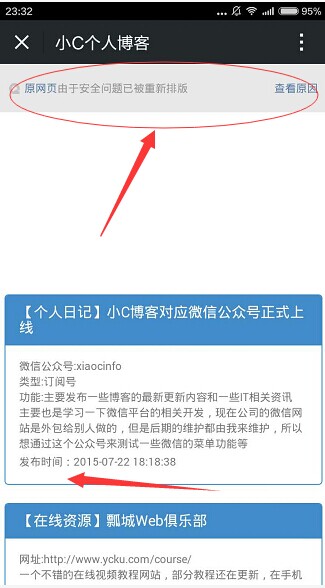 23:32
95%
小C个人博客
原网页由于安全问题已被重新排版
查看原因
【个人日记】小C博客对应微信公众号正式上
线
微信公众号:xiaocinfo
类型:订阅号
功能:主要发布一些博客的最新更新内容和一些IT相关资讯
主要也是学习一下微信平台的相关开发，现在公司的微信网
站是外包给别人做的，但是后期的维护都由我来维护，所以
想通过这个公众号来测试一些微信的菜单功能等
发布时间：2015-07-22 18:18:38
【在线资源】瓢城Web俱乐部
网址:http://www.ycku.com/course/
一个不错的在线视频教程网站，部分教程还在更新，在手机